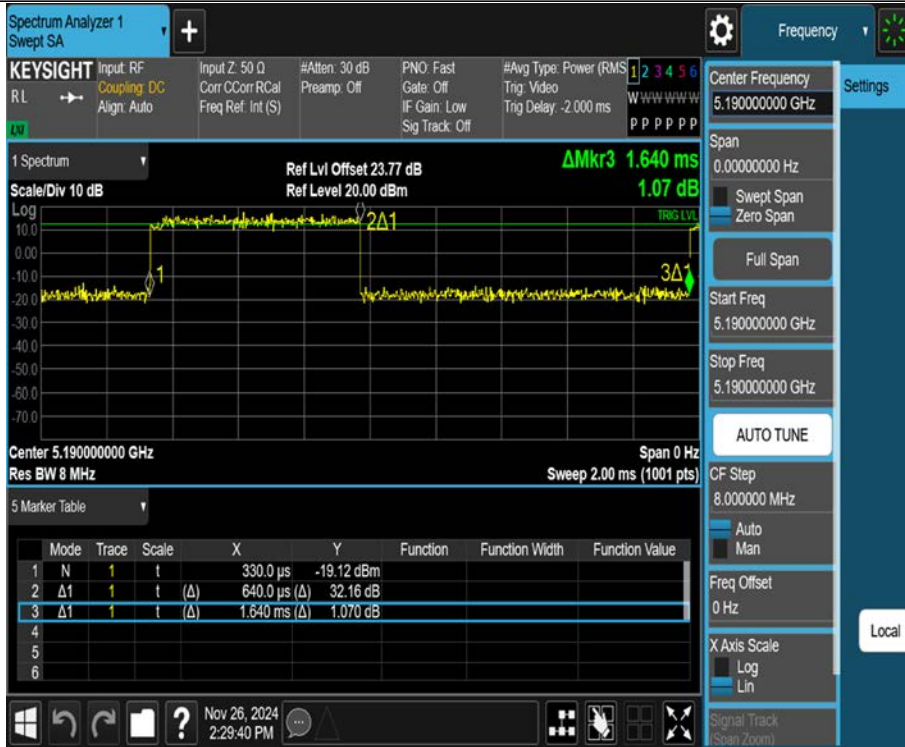 Spectrum Analyzer 1
Swept SA
+
Frequency
KEYSIGHT
RL
LXI
Input: RF
Coupling: DC
Align: Auto
Input Z: 50 Ω
Corr CCorr RCal
Freq Ref: Int (S)
#Atten: 30 dB
Preamp: Off
PNO: Fast
Gate: Off
IF Gain: Low
Sig Track: Off
#Avg Type: Power (RMS
Trig: Video
Trig Delay: -2.000 ms
1 2 3 4 5 6
W W W W W W
P P P P P P
1 Spectrum
Scale/Div 10 dB
Ref Lvl Offset 23.77 dB
Ref Level 20.00 dBm
ΔMkr3 1.640 ms
1.07 dB
Log
TRIG LVL
10.0
0.00
-10.0
-20.0
-30.0
-40.0
-50.0
-60.0
-70.0
1
2Δ1
3Δ1
Center 5.190000000 GHz
Span 0 Hz
Res BW 8 MHz
Sweep 2.00 ms (1001 pts)
5 Marker Table
Mode Trace Scale X Y Function Function Width Function Value
1 N 1 t 330.0 µs -19.12 dBm
2 Δ1 1 t (Δ) 640.0 µs (Δ) 32.16 dB
3 Δ1 1 t (Δ) 1.640 ms (Δ) 1.070 dB
4
5
6
?
Nov 26, 2024
2:29:40 PM
Center Frequency
5.190000000 GHz
Settings
Span
0.00000000 Hz
Swept Span
Zero Span
Full Span
Start Freq
5.190000000 GHz
Stop Freq
5.190000000 GHz
AUTO TUNE
CF Step
8.000000 MHz
Auto
Man
Freq Offset
0 Hz
X Axis Scale
Log
Lin
Signal Track
(Span Zoom)
Local